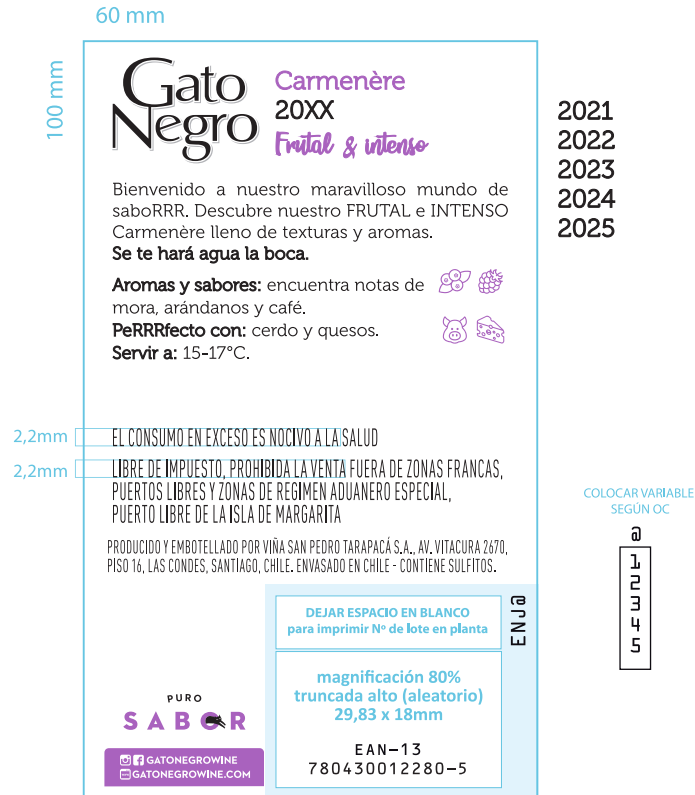 60 mm
100 mm
Gato
Negro
Carmenère
20XX
Frutal & intenso
2021
2022
2023
2024
2025
Bienvenido a nuestro maravilloso mundo de
saboRRR. Descubre nuestro FRUTAL e INTENSO
Carmenère lleno de texturas y aromas.
Se te hará agua la boca.
Aromas y sabores: encuentra notas de
mora, arándanos y café.
PeRRRfecto con: cerdo y quesos.
Servir a: 15-17°C.
2,2mm
EL CONSUMO EN EXCESO ES NOCIVO A LA SALUD
2,2mm
LIBRE DE IMPUESTO, PROHIBIDA LA VENTA FUERA DE ZONAS FRANCAS,
PUERTOS LIBRES Y ZONAS DE REGIMEN ADUANERO ESPECIAL,
PUERTO LIBRE DE LA ISLA DE MARGARITA
PRODUCIDO Y EMBOTELLADO POR VIÑA SAN PEDRO TARAPACÁ S.A., AV. VITACURA 2670,
PISO 16, LAS CONDES, SANTIAGO, CHILE. ENVASADO EN CHILE - CONTIENE SULFITOS.
COLOCAR VARIABLE
SEGÚN OC
@
1
2
3
4
5
DEJAR ESPACIO EN BLANCO
para imprimir Nº de lote en planta
ENJ@
magnificación 80%
truncada alto (aleatorio)
29,83 x 18mm
EAN-13
780430012280-5
PURO
SABOR
GATONEGROWINE
GATONEGROWINE.COM